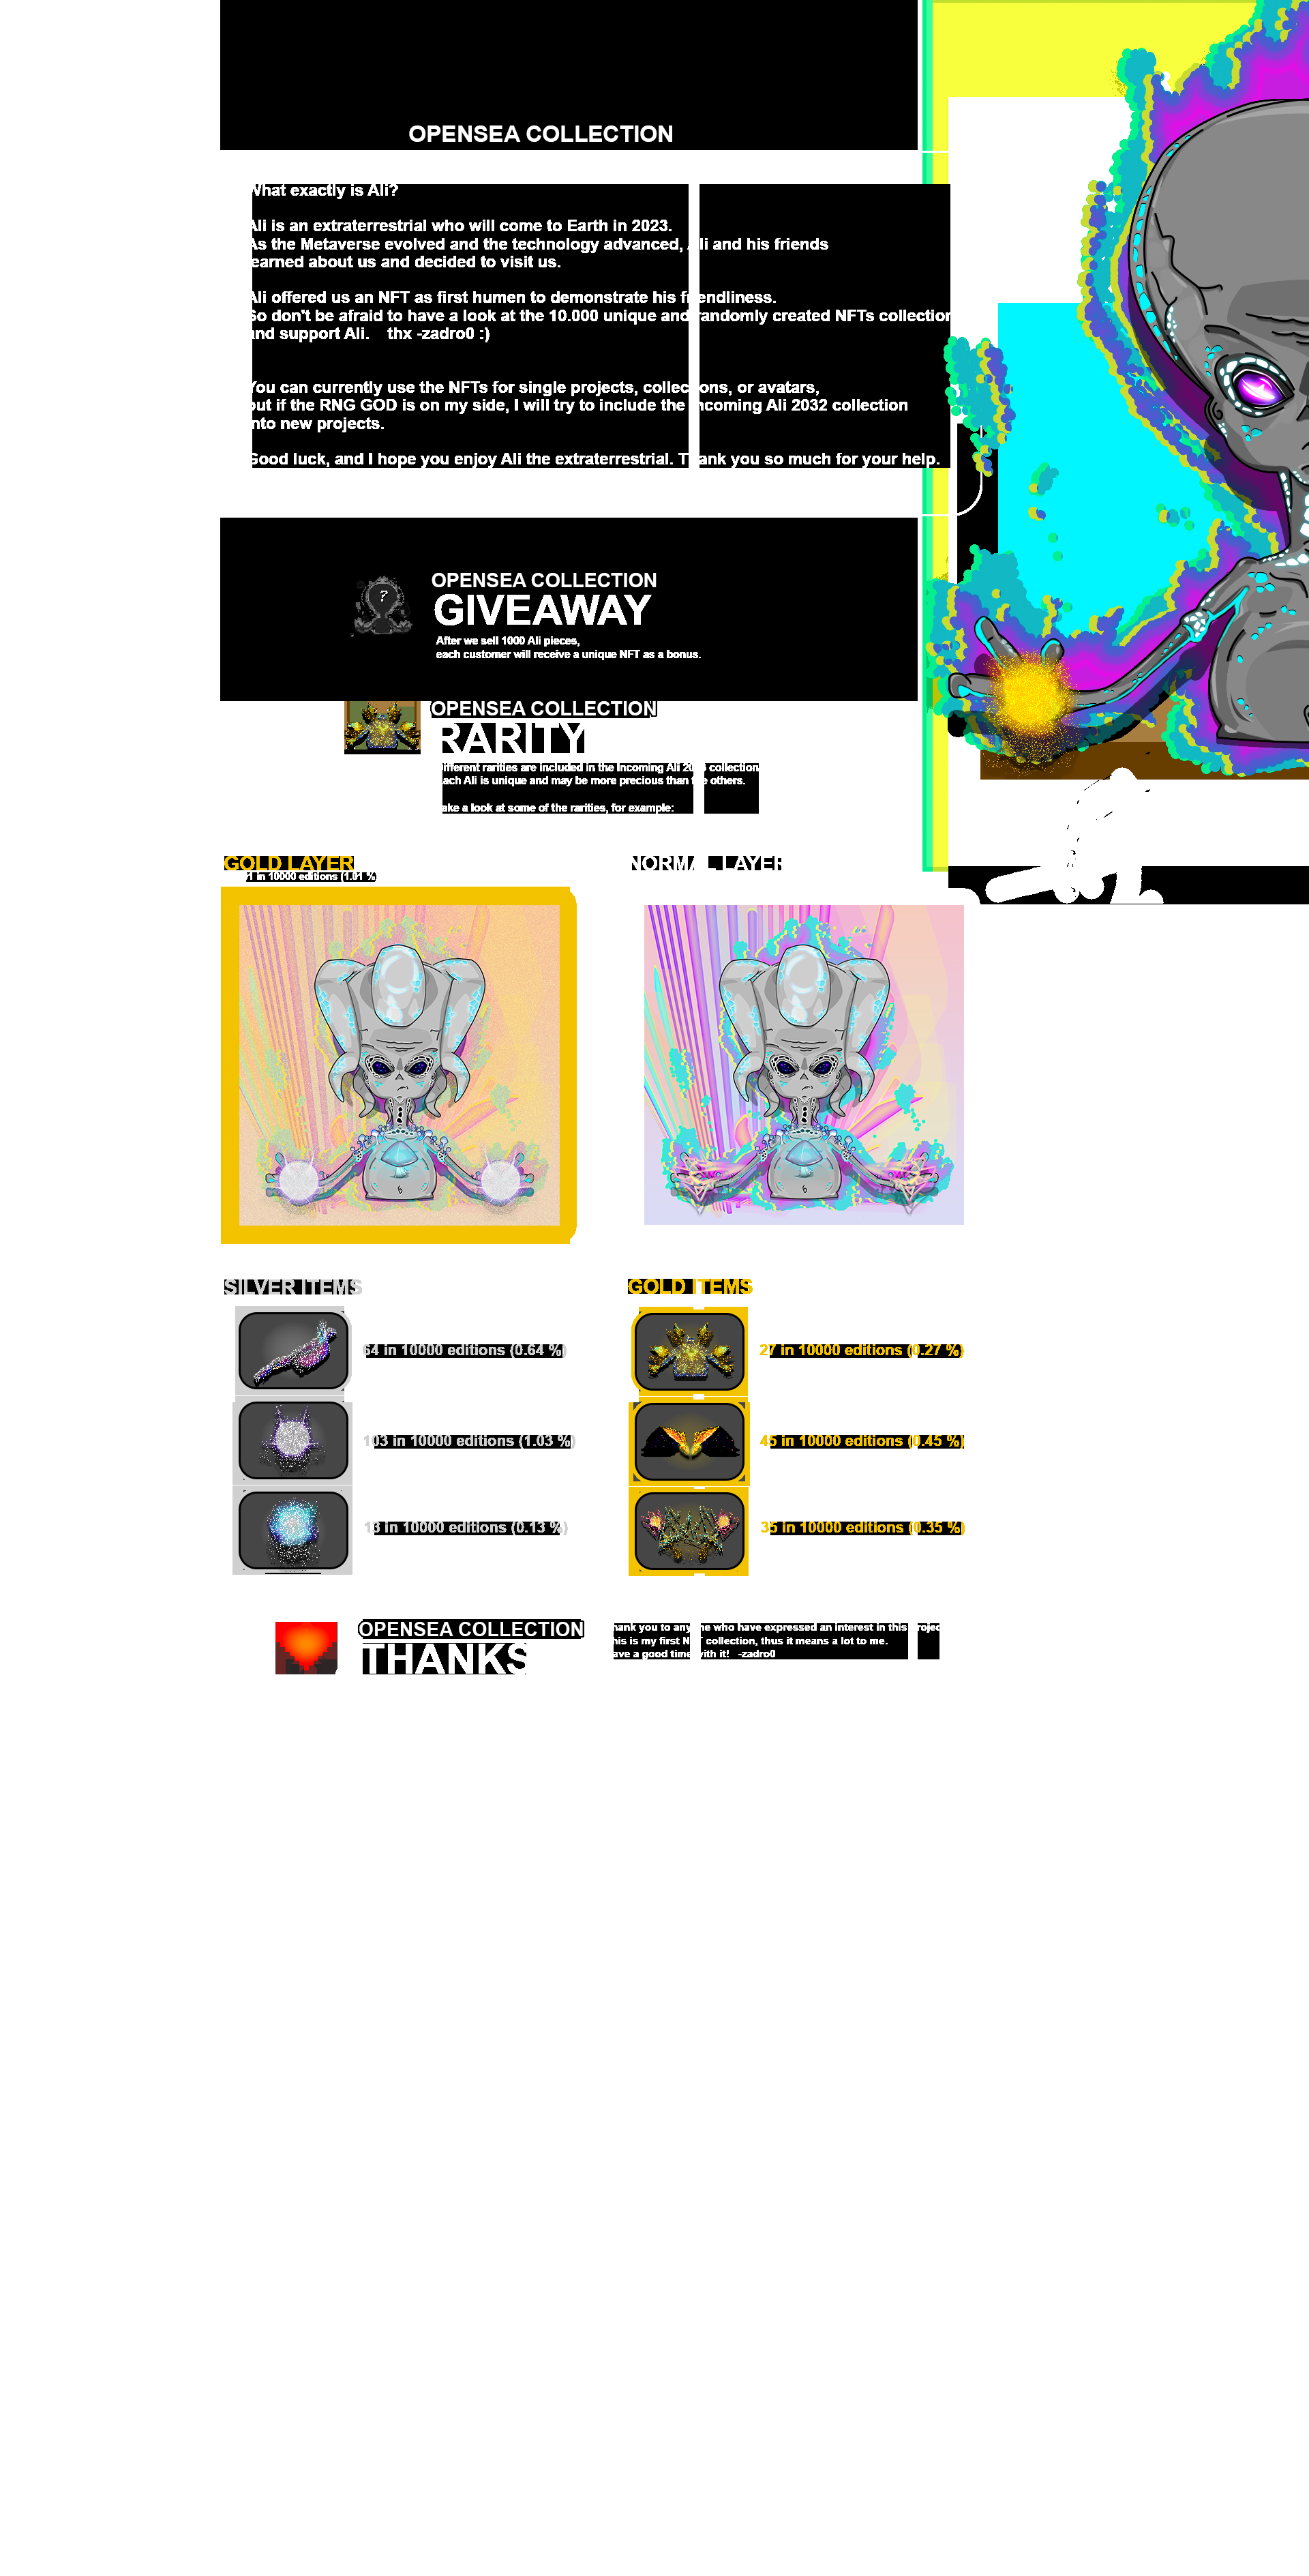 OPENSEA COLLECTION
What exactly is Ali?
Ali is an extraterrestrial who will come to Earth in 2023.
As the Metaverse evolved and the technology advanced, Ali and his friends
learned about us and decided to visit us.
Ali offered us an NFT as first humen to demonstrate his friendliness.
So don't be afraid to have a look at the 10.000 unique and randomly created NFTs collection
and support Ali. thx -zadro0 :)
You can currently use the NFTs for single projects, collections, or avatars,
but if the RNG GOD is on my side, I will try to include the incoming Ali 2032 collection
into new projects.
Good luck, and I hope you enjoy Ali the extraterrestrial. Thank you so much for your help.
?
OPENSEA COLLECTION
GIVEAWAY
After we sell 1000 Ali pieces,
each customer will receive a unique NFT as a bonus.
OPENSEA COLLECTION
RARITY
Different rarities are included in the Incoming Ali collection
Each Ali is unique and may be more precious than the others.
Take a look at some of the rarities, for example:
GOLD LAYER
in 10000 editions (1.01 %)
NORMAL LAYER
SILVER ITEMS
64 in 10000 editions (0.64 %)
103 in 10000 editions (1.03 %)
13 in 10000 editions (0.13 %)
GOLD ITEMS
27 in 10000 editions (0.27 %)
45 in 10000 editions (0.45 %)
35 in 10000 editions (0.35 %)
OPENSEA COLLECTION
THANKS
Thank you to anyone who have expressed an interest in this project
This is my first NFT collection, thus it means a lot to me.
Have a good time with it! -zadro0